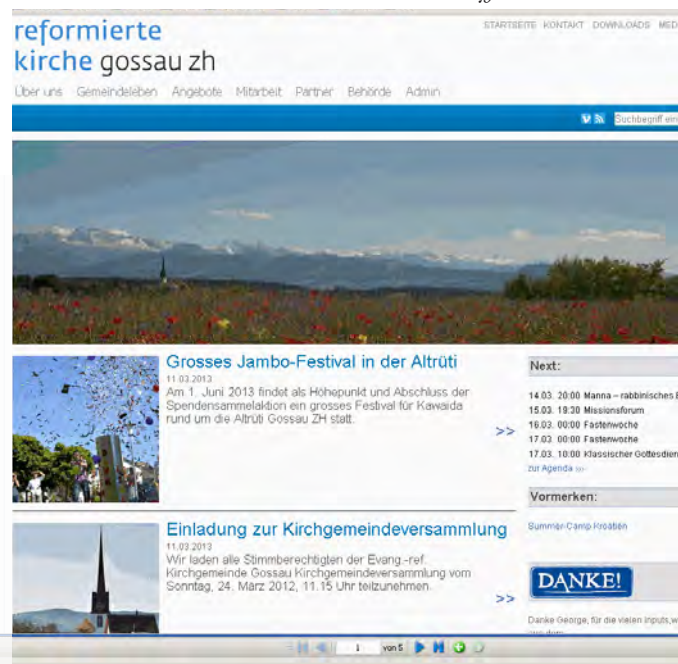 STARTSEITE KONTAKT DOWNLOADS MED
reformierte
kirche gossau zh
Über uns Gemeindeleben Angebote Mitarbeit Partner Behörde Admin
Suchbegriff ein
Grosses Jambo-Festival in der Altrüti
11.03.2013
Am 1. Juni 2013 findet als Höhepunkt und Abschluss der
Spendensammelaktion ein grosses Festival für Kawaida
rund um die Altrüti Gossau ZH statt.
>>
Einladung zur Kirchgemeindeversammlung
11.03.2013
Wir laden alle Stimmberechtigten der Evang.-ref.
Kirchgemeinde Gossau Kirchgemeindeversammlung vom
Sonntag, 24. März 2012, 11.15 Uhr teilzunehmen.
>>
Next:
14.03. 20:00 Manna – rabbinisches
15.03. 19:30 Missionsforum
16.03. 00:00 Fastenwoche
17.03. 00:00 Fastenwoche
17.03. 10:00 Klassischer Gottesdien
zur Agenda >>
Vormerken:
Summer-Camp Kroatien
DANKE!
Danke George, für die vielen Inputs, w
1 von 5